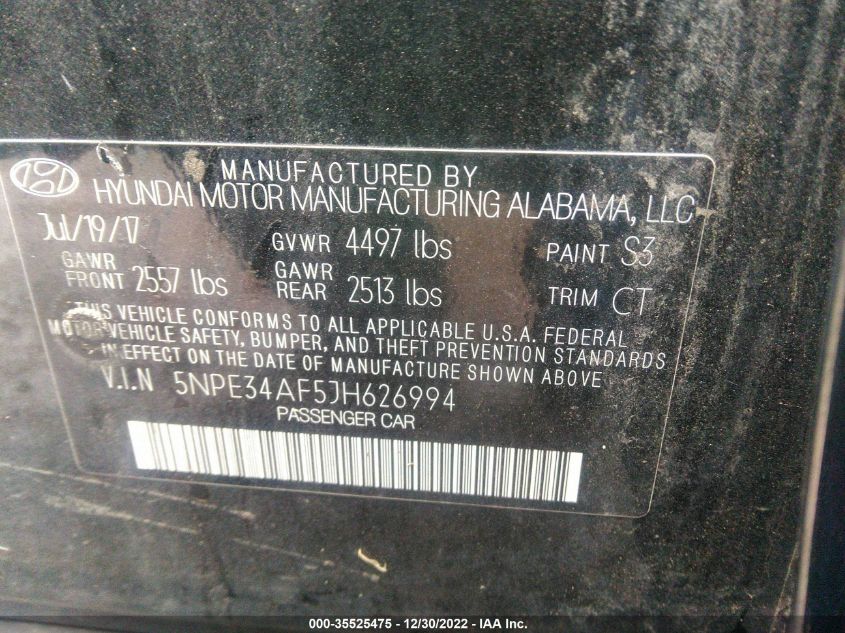 MANUFACTURED BY
HYUNDAI MOTOR MANUFACTURING ALABAMA, LLC
Jul/19/17 GVWR 4497 lbs PAINT S3
GAWR FRONT 2557 lbs GAWR REAR 2513 lbs TRIM CT
THIS VEHICLE CONFORMS TO ALL APPLICABLE U.S.A. FEDERAL
MOTOR VEHICLE SAFETY, BUMPER, AND THEFT PREVENTION STANDARDS
IN EFFECT ON THE DATE OF MANUFACTURE SHOWN ABOVE
V.I.N 5NPE34AF5JH626994
PASSENGER CAR
000-35525475 - 12/30/2022 - IAA Inc.